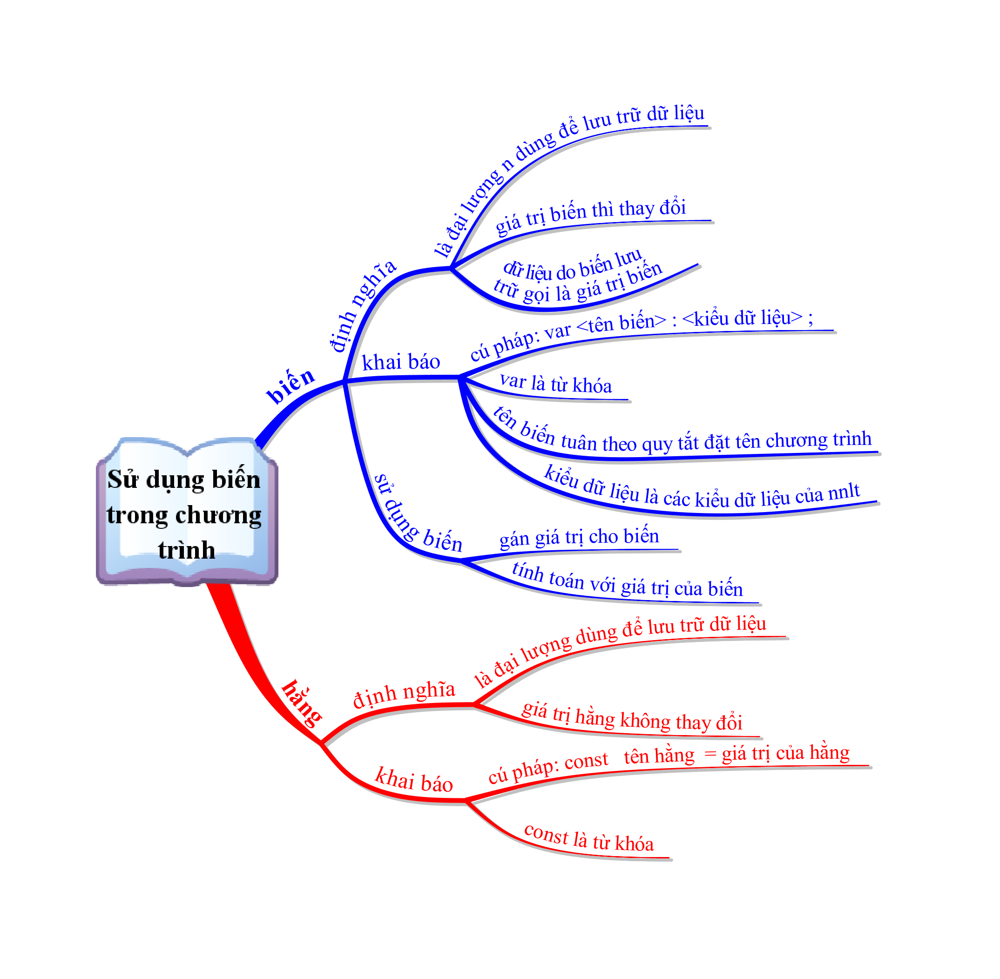 Sử dụng biến
trong chương
trình
biến
định nghĩa
là đại lượng n dùng để lưu trữ dữ liệu
giá trị biến thì thay đổi
dữ liệu do biến lưu
trữ gọi là giá trị biến
khai báo
cú pháp: var <tên biến> : <kiểu dữ liệu> ;
var là từ khóa
tên biến tuân theo quy tắt đặt tên chương trình
kiểu dữ liệu là các kiểu dữ liệu của nnlt
sử dụng biến
gán giá trị cho biến
tính toán với giá trị của biến
hằng
định nghĩa
là đại lượng dùng để lưu trữ dữ liệu
giá trị hằng không thay đổi
khai báo
cú pháp: const tên hằng = giá trị của hằng
const là từ khóa